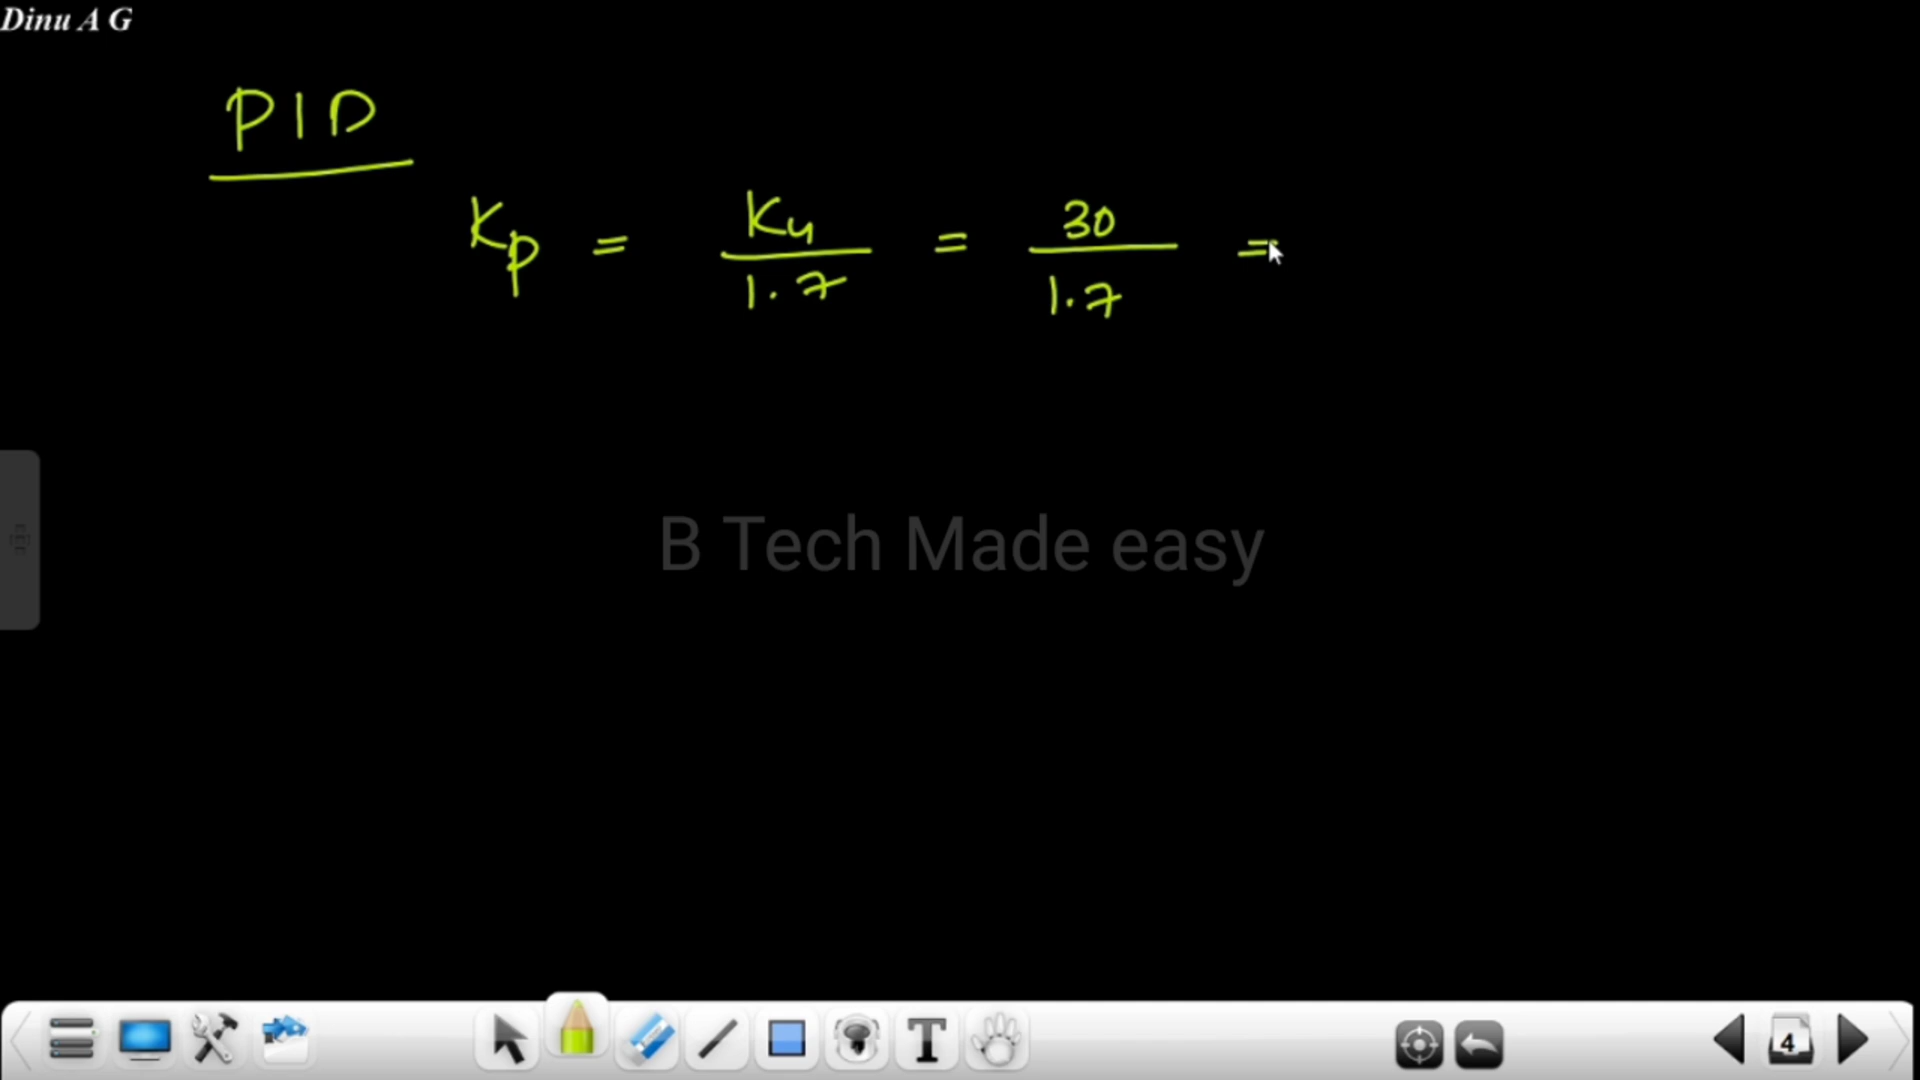 Dinu A G
PID
Kp = Ku/1.7 = 30/1.7 =
B Tech Made easy
T
4